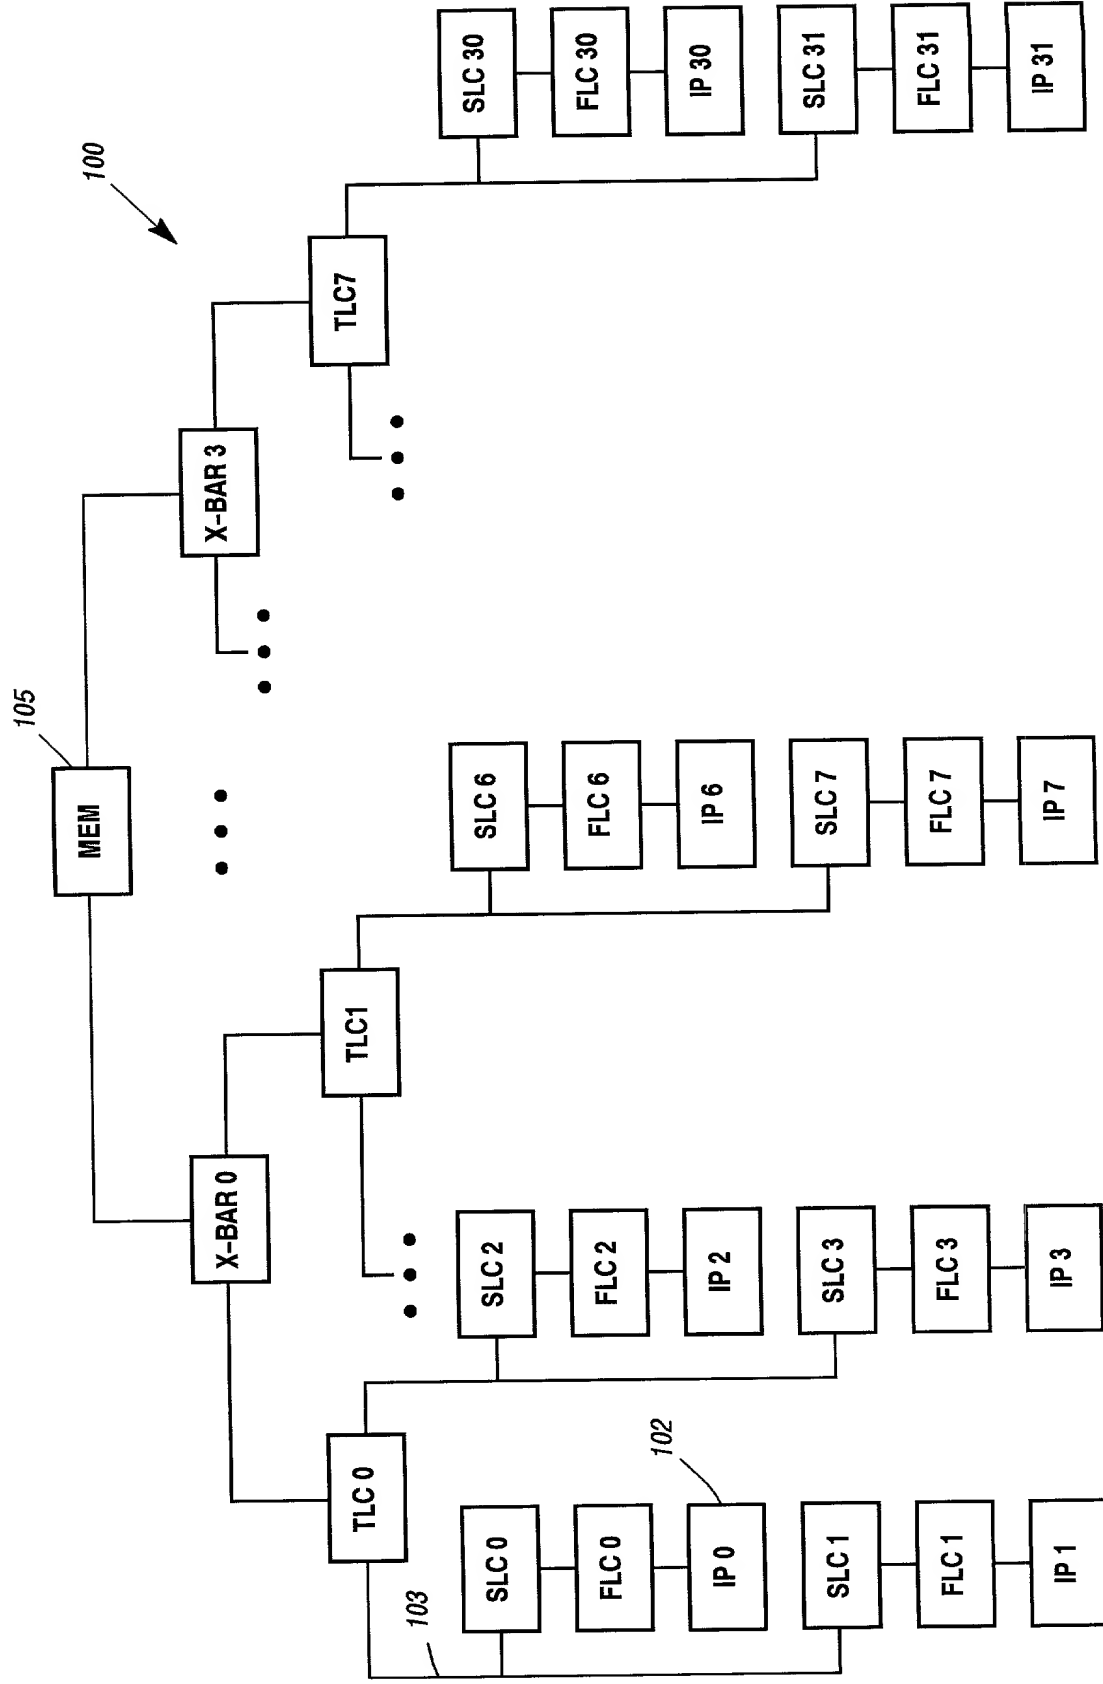 100
105
MEM
X-BAR 0
X-BAR 3
TLC 0
TLC1
TLC7
103
SLC 0
FLC 0
IP 0
102
SLC 1
FLC 1
IP 1
SLC 2
FLC 2
IP 2
SLC 3
FLC 3
IP 3
SLC 6
FLC 6
IP 6
SLC 7
FLC 7
IP 7
SLC 30
FLC 30
IP 30
SLC 31
FLC 31
IP 31